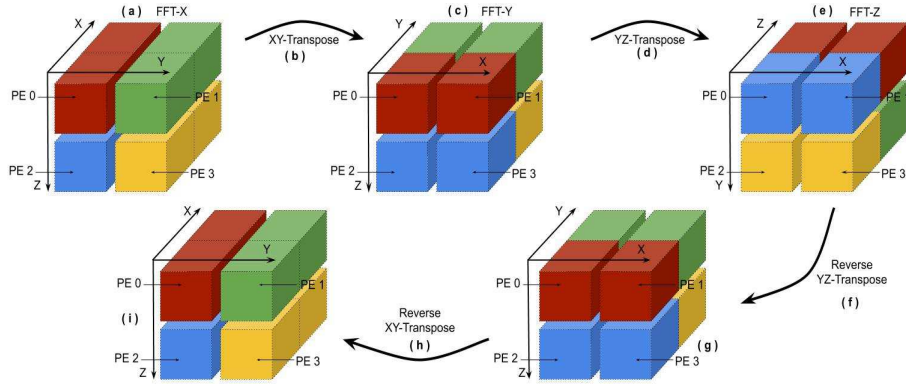 ( a ) FFT-X
X
Y
Z
PE 0
PE 1
PE 2
PE 3
XY-Transpose
( b )
( c ) FFT-Y
Y
X
Z
PE 0
PE 1
PE 2
PE 3
YZ-Transpose
( d )
( e ) FFT-Z
Z
X
Y
PE 0
PE
PE 2
PE 3
Reverse
YZ-Transpose
( f )
Y
X
Z
PE 0
PE 1
PE 2
PE 3
( g )
Reverse
XY-Transpose
( h )
X
Y
Z
PE 0
PE 1
PE 2
PE 3
( i )